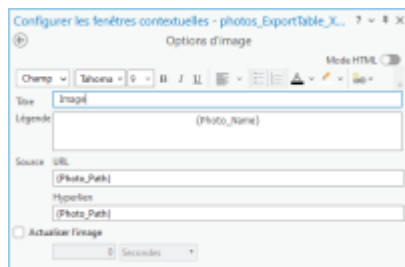 Configurer les fenêtres contextuelles - photos_ExportTable_X...
Options d'image
Mode HTML
Champ Tahoma 9 B I U A
Titre Image
Légende {Photo_Name}
Source URL
{Photo_Path}
Hyperlien
{Photo_Path}
Actualiser l'image
0 Secondes